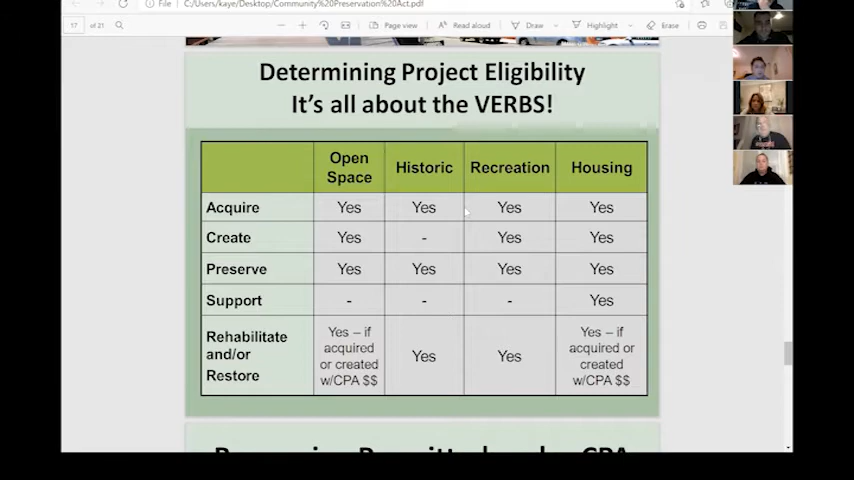 File
C:/Users/kaye/Desktop/Community%20Preservation%20Act.pdf
17 of 21
Page view
Read aloud
Draw
Highlight
Erase
Determining Project Eligibility
It's all about the VERBS!
Open Space Historic Recreation Housing
Acquire Yes Yes Yes Yes
Create Yes - Yes Yes
Preserve Yes Yes Yes Yes
Support - - - Yes
Rehabilitate and/or Restore Yes – if acquired or created w/CPA $$ Yes Yes Yes – if acquired or created w/CPA $$